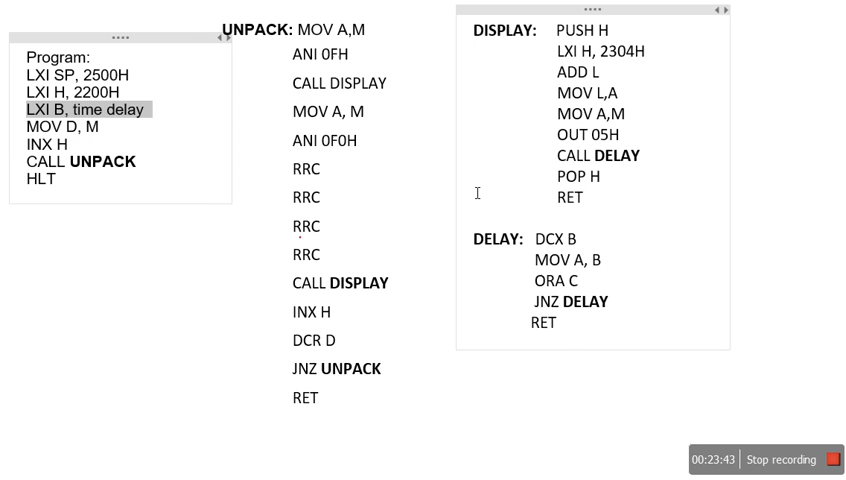 Program:
LXI SP, 2500H
LXI H, 2200H
LXI B, time delay
MOV D, M
INX H
CALL UNPACK
HLT
UNPACK: MOV A,M
ANI 0FH
CALL DISPLAY
MOV A, M
ANI 0F0H
RRC
RRC
RRC
RRC
CALL DISPLAY
INX H
DCR D
JNZ UNPACK
RET
DISPLAY: PUSH H
LXI H, 2304H
ADD L
MOV L,A
MOV A,M
OUT 05H
CALL DELAY
POP H
RET
DELAY: DCX B
MOV A, B
ORA C
JNZ DELAY
RET
00:23:43 Stop recording